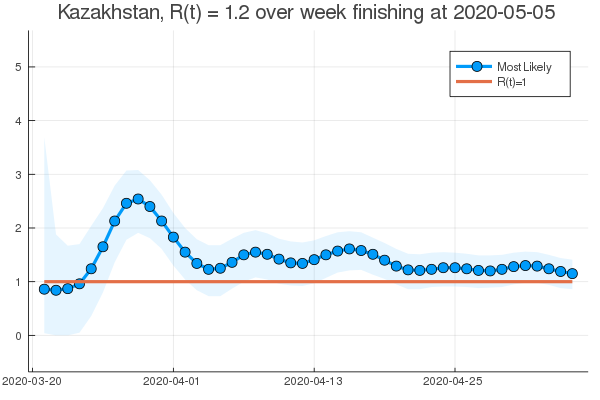 Kazakhstan, R(t) = 1.2 over week finishing at 2020-05-05
Most Likely
R(t)=1
5
4
3
2
1
0
2020-03-20 2020-04-01 2020-04-13 2020-04-25